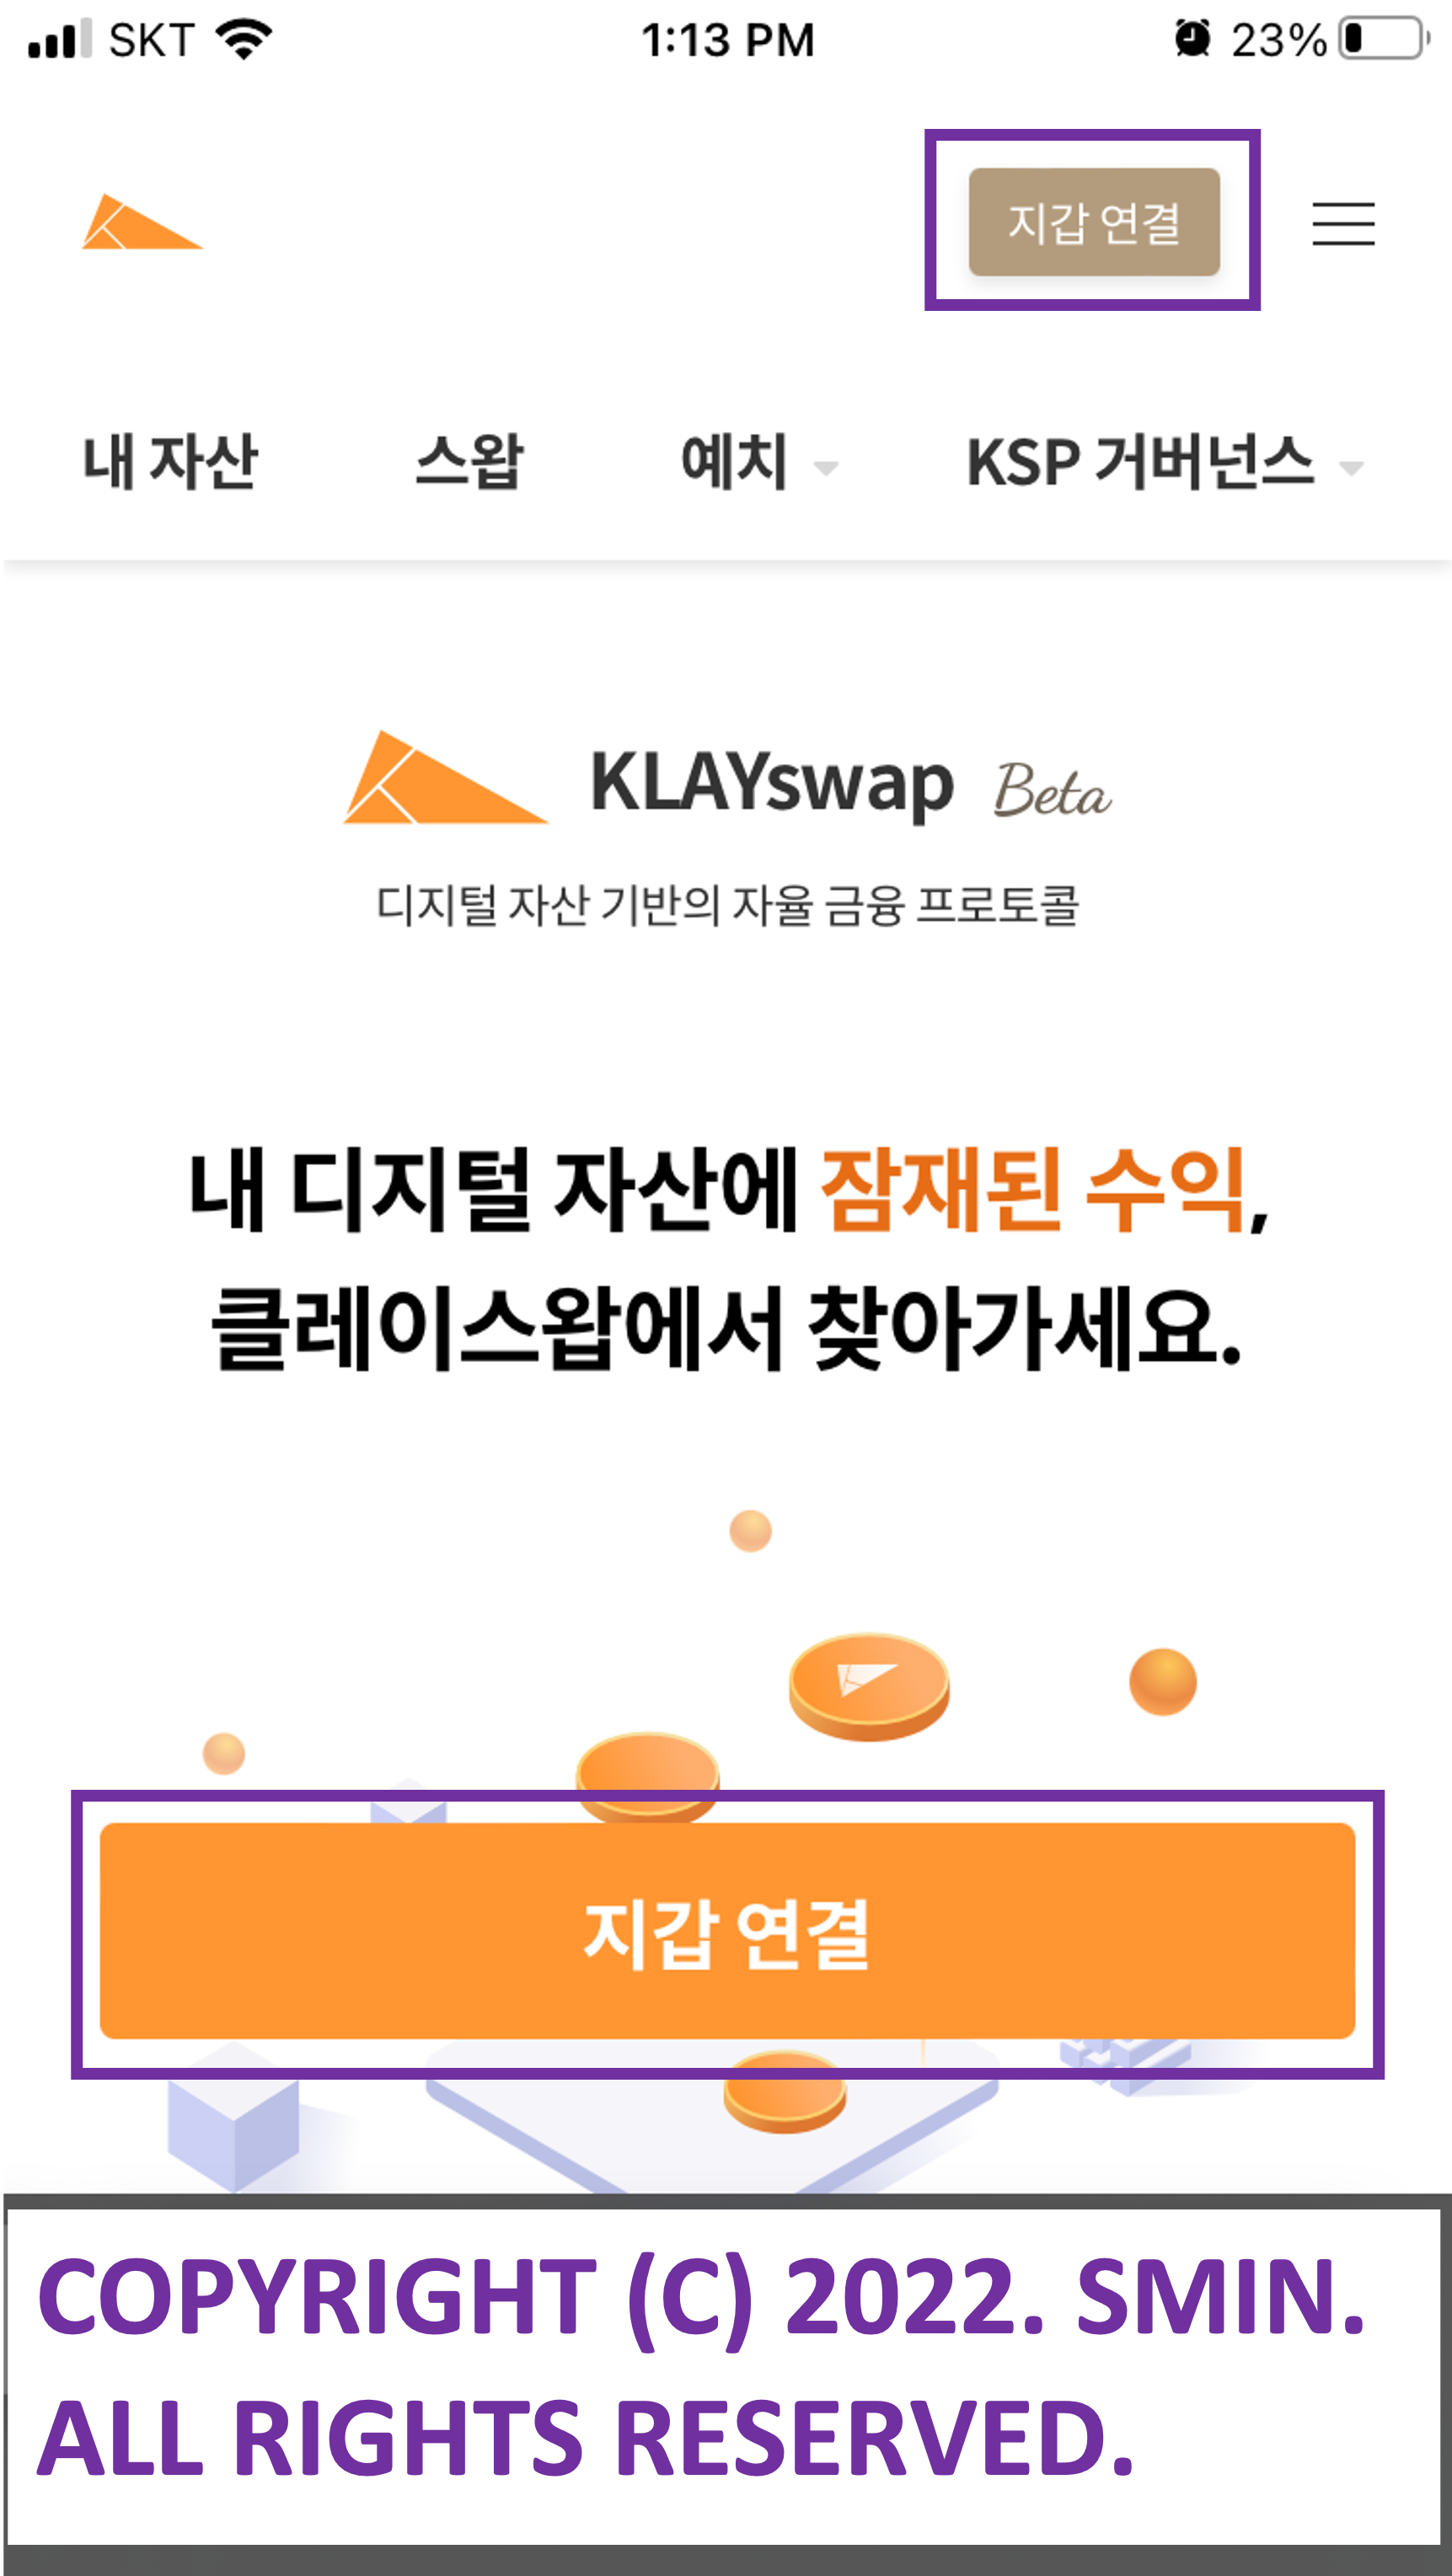 SKT 1:13 PM 23%
지갑 연결
내 자산 스왑 예치 KSP 거버넌스
KLAYswap Beta
디지털 자산 기반의 자율 금융 프로토콜
내 디지털 자산에 잠재된 수익,
클레이스왑에서 찾아가세요.
지갑 연결
COPYRIGHT (C) 2022. SMIN.
ALL RIGHTS RESERVED.